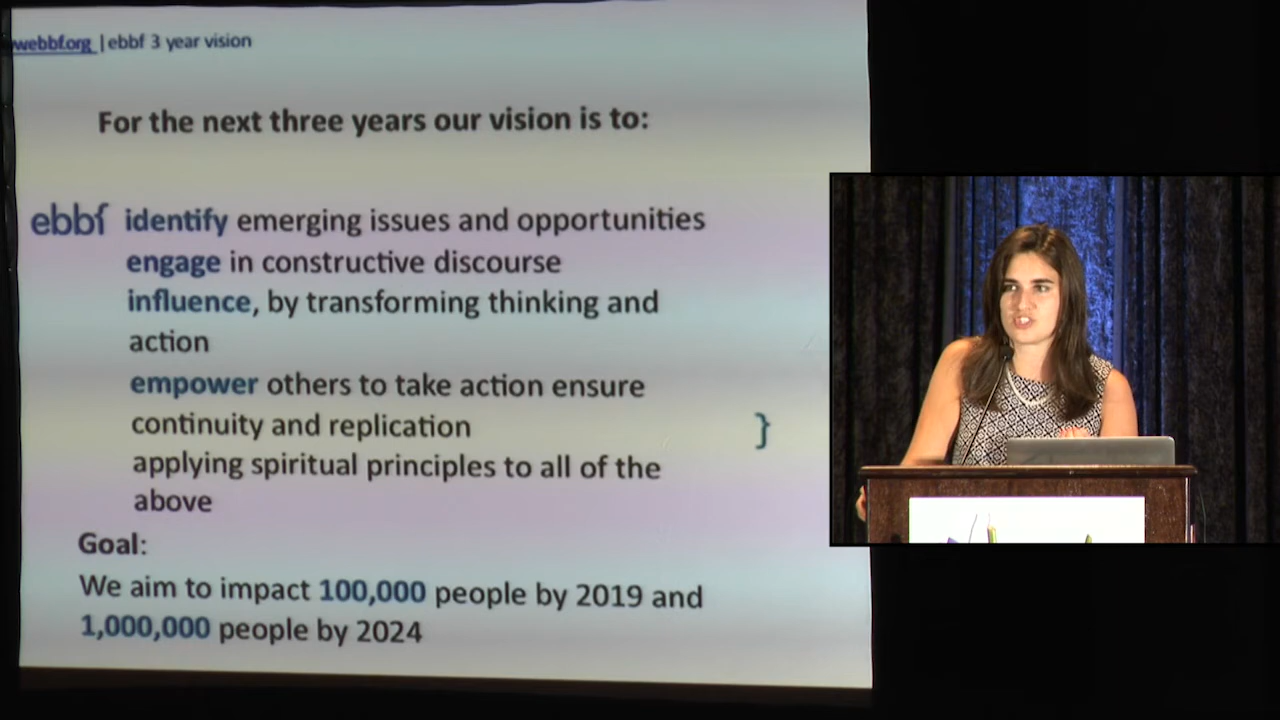 webbf.org | ebbf 3 year vision
For the next three years our vision is to:
ebbf identify emerging issues and opportunities
engage in constructive discourse
influence, by transforming thinking and
action
empower others to take action ensure
continuity and replication
}
applying spiritual principles to all of the
above
Goal:
We aim to impact 100,000 people by 2019 and
1,000,000 people by 2024